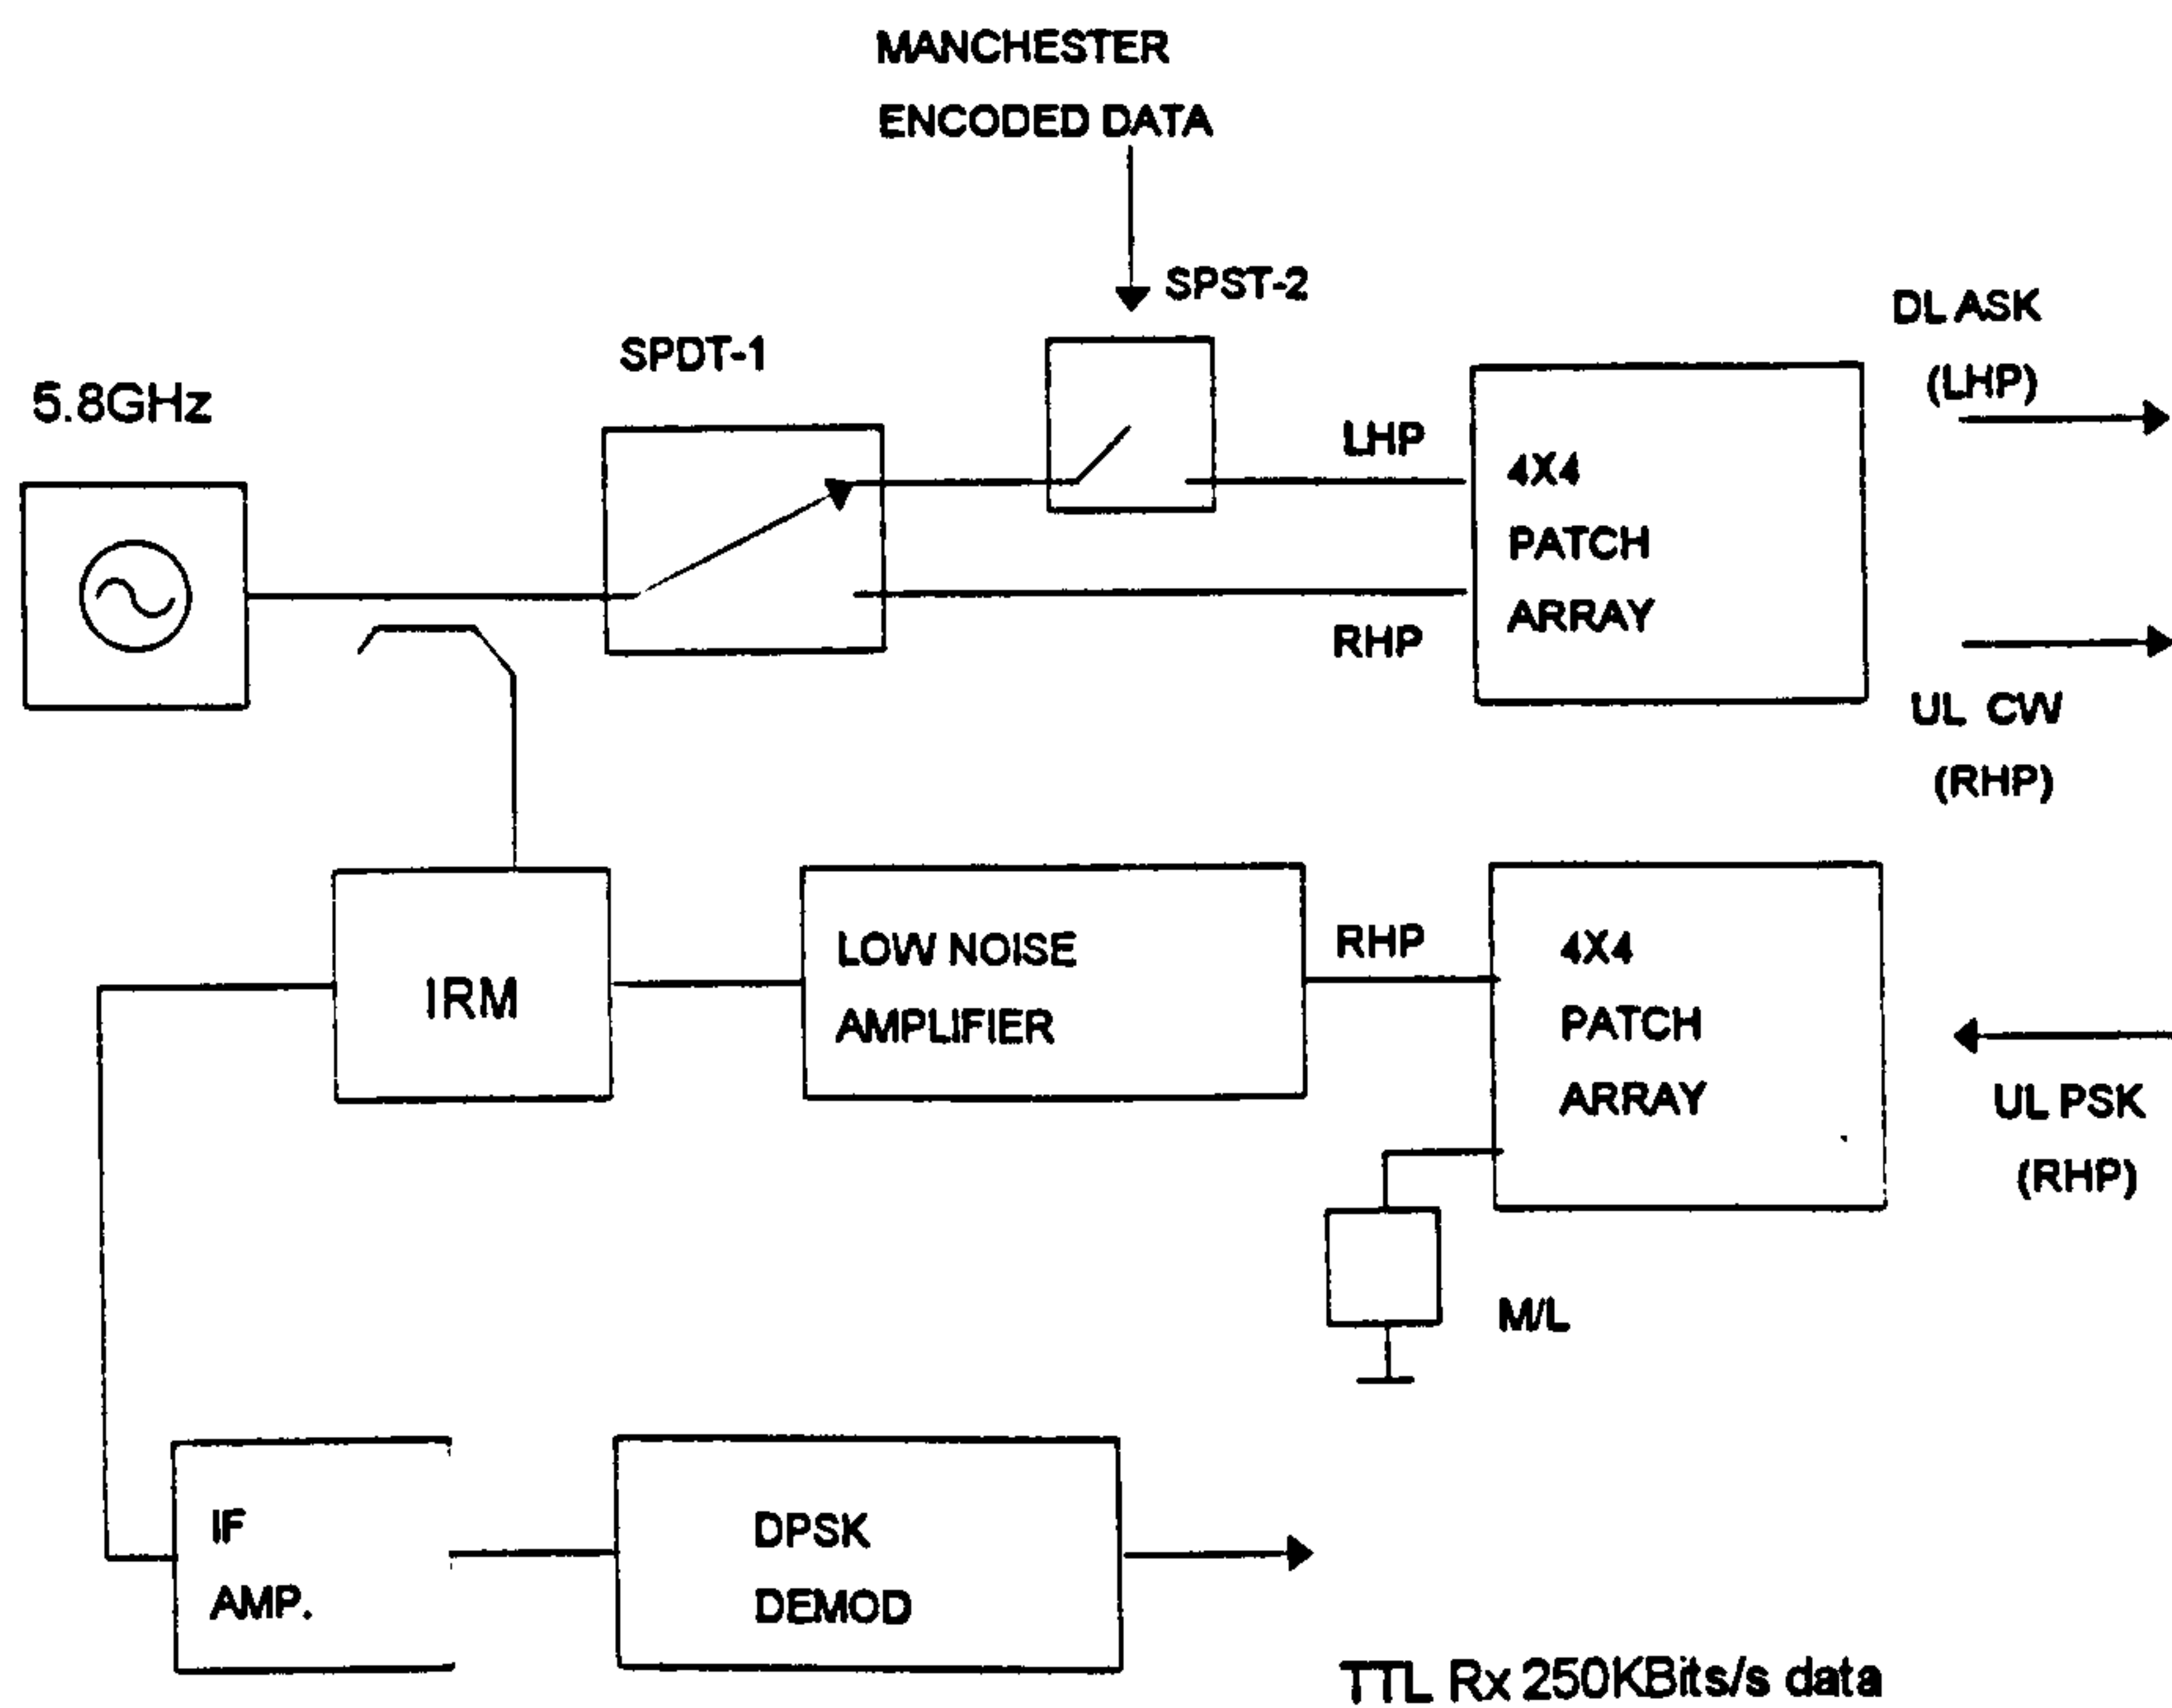 MANCHESTER
ENCODED DATA
SPST-2
SPDT-1
5.8GHz
DL ASK
(LHP)
LHP
4X4
PATCH
ARRAY
RHP
UL CW
(RHP)
IRM
LOW NOISE
AMPLIFIER
RHP
4X4
PATCH
ARRAY
UL PSK
(RHP)
M/L
IF
AMP.
DPSK
DEMOD
TTL Rx 250KBits/s data